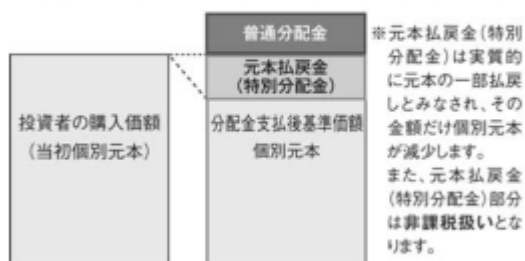 普通分配金
元本払戻金
(特別分配金)
投資者の購入価額
(当初個別元本)
分配金支払後基準価額
個別元本
※元本払戻金(特別
分配金)は実質的
に元本の一部払戻
しとみなされ、その
金額だけ個別元本
が減少します。
また、元本払戻金
(特別分配金)部分
は非課税扱いとな
ります。